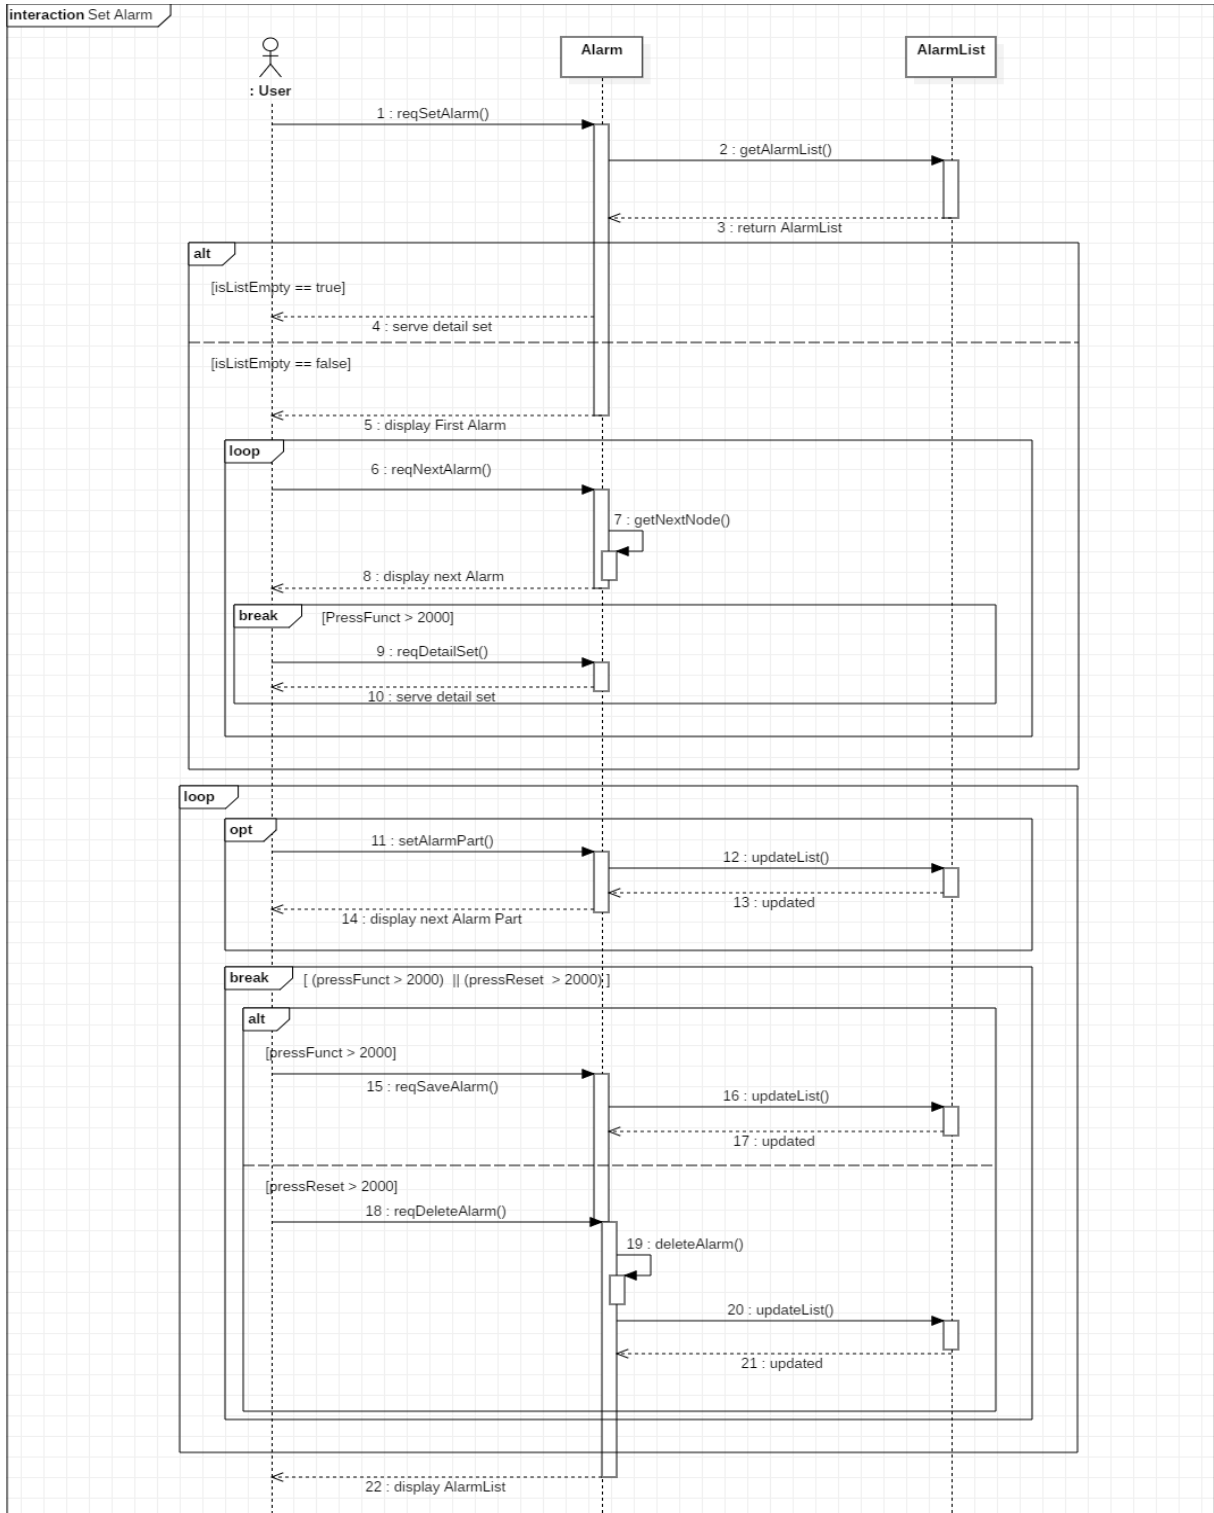 interaction Set Alarm
: User
Alarm
AlarmList
1 : reqSetAlarm()
2 : getAlarmList()
3 : return AlarmList
alt
[isListEmpty == true]
4 : serve detail set
[isListEmpty == false]
5 : display First Alarm
loop
6 : reqNextAlarm()
7 : getNextNode()
8 : display next Alarm
break
[PressFunct > 2000]
9 : reqDetailSet()
10 : serve detail set
loop
opt
11 : setAlarmPart()
12 : updateList()
13 : updated
14 : display next Alarm Part
break
[ (pressFunct > 2000) || (pressReset > 2000) ]
alt
[pressFunct > 2000]
15 : reqSaveAlarm()
16 : updateList()
17 : updated
[pressReset > 2000]
18 : reqDeleteAlarm()
19 : deleteAlarm()
20 : updateList()
21 : updated
22 : display AlarmList